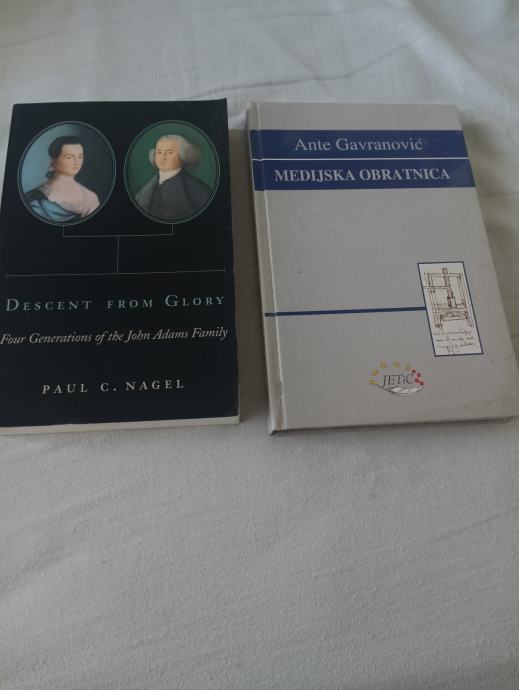 DESCENT FROM GLORY
Four Generations of the John Adams Family
PAUL C. NAGEL
Ante Gavranović
MEDIJSKA OBRATNICA
JETiC